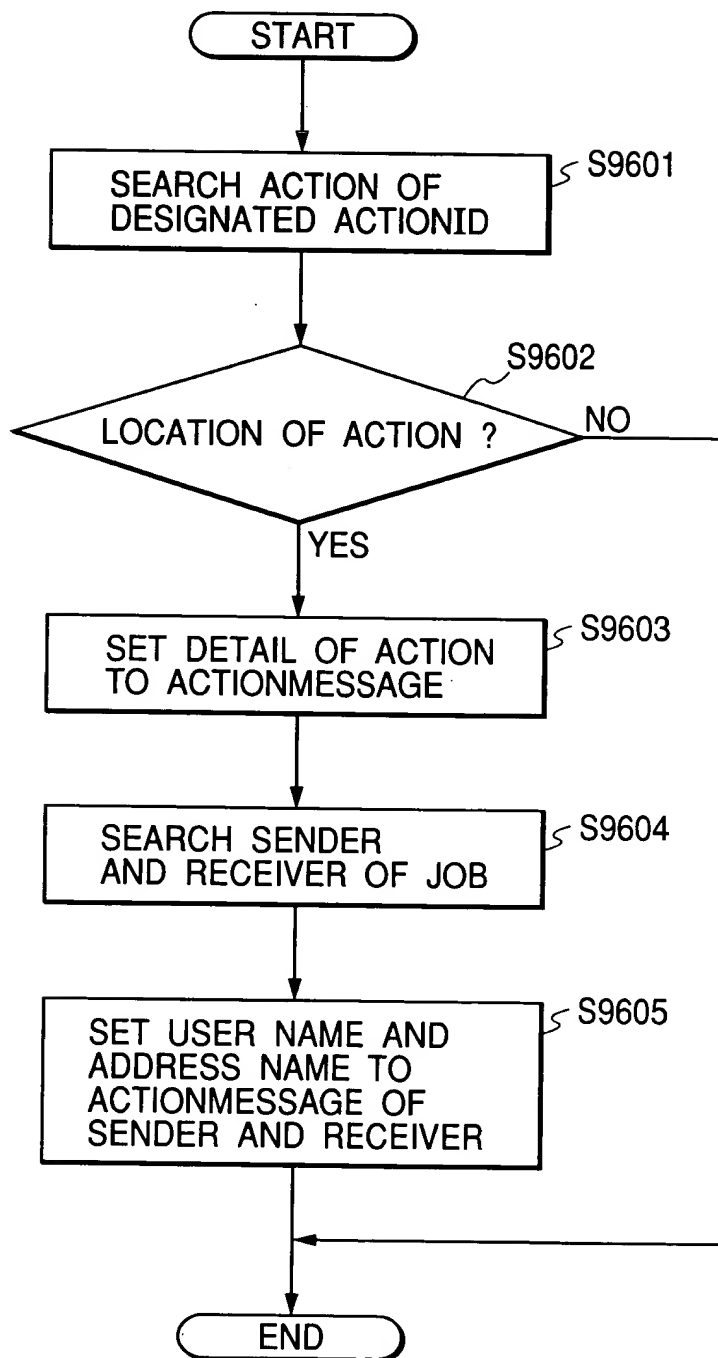 START
SEARCH ACTION OF
DESIGNATED ACTIONID
S9601
S9602
LOCATION OF ACTION ?
NO
YES
SET DETAIL OF ACTION
TO ACTIONMESSAGE
S9603
SEARCH SENDER
AND RECEIVER OF JOB
S9604
SET USER NAME AND
ADDRESS NAME TO
ACTIONMESSAGE OF
SENDER AND RECEIVER
S9605
END